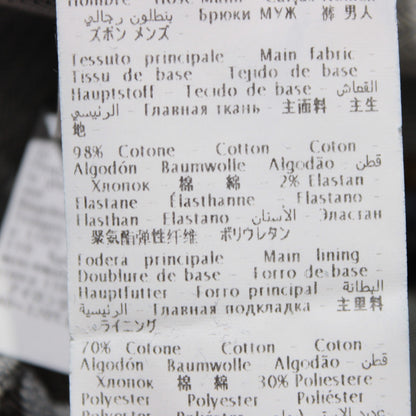 - Брюки МУЖ - 裤 男人
ズボン メンズ
Tessuto principale - Main fabric
Tissu de base - Tejido de base -
Hauptstoff - Tecido de base - القماش
الرئيسي - Главная ткань - 主面料 - 主生
地 -
98% Cotone - Cotton - Coton
Algodón - Baumwolle - Algodão - قطن
- Хлопок - 棉 - 綿 2% Elastan
Elastane - Élasthanne - Elastano -
Elasthan - Elastano - - Эластан
- 聚氨酯弹性纤维 - ポリウレタン
Fodera principale - Main lining -
Doublure de base - Forro de base -
Hauptfutter - Forro principal - البطانة
الرئيسية - Главная подкладка - 主里料
- ライニング
70% Cotone - Cotton - Coton
Algodón - Baumwolle - Algodão - قطن
- Хлопок - 棉 - 綿 30% Poliestere -
Polyester - Polyester - Poliéster -